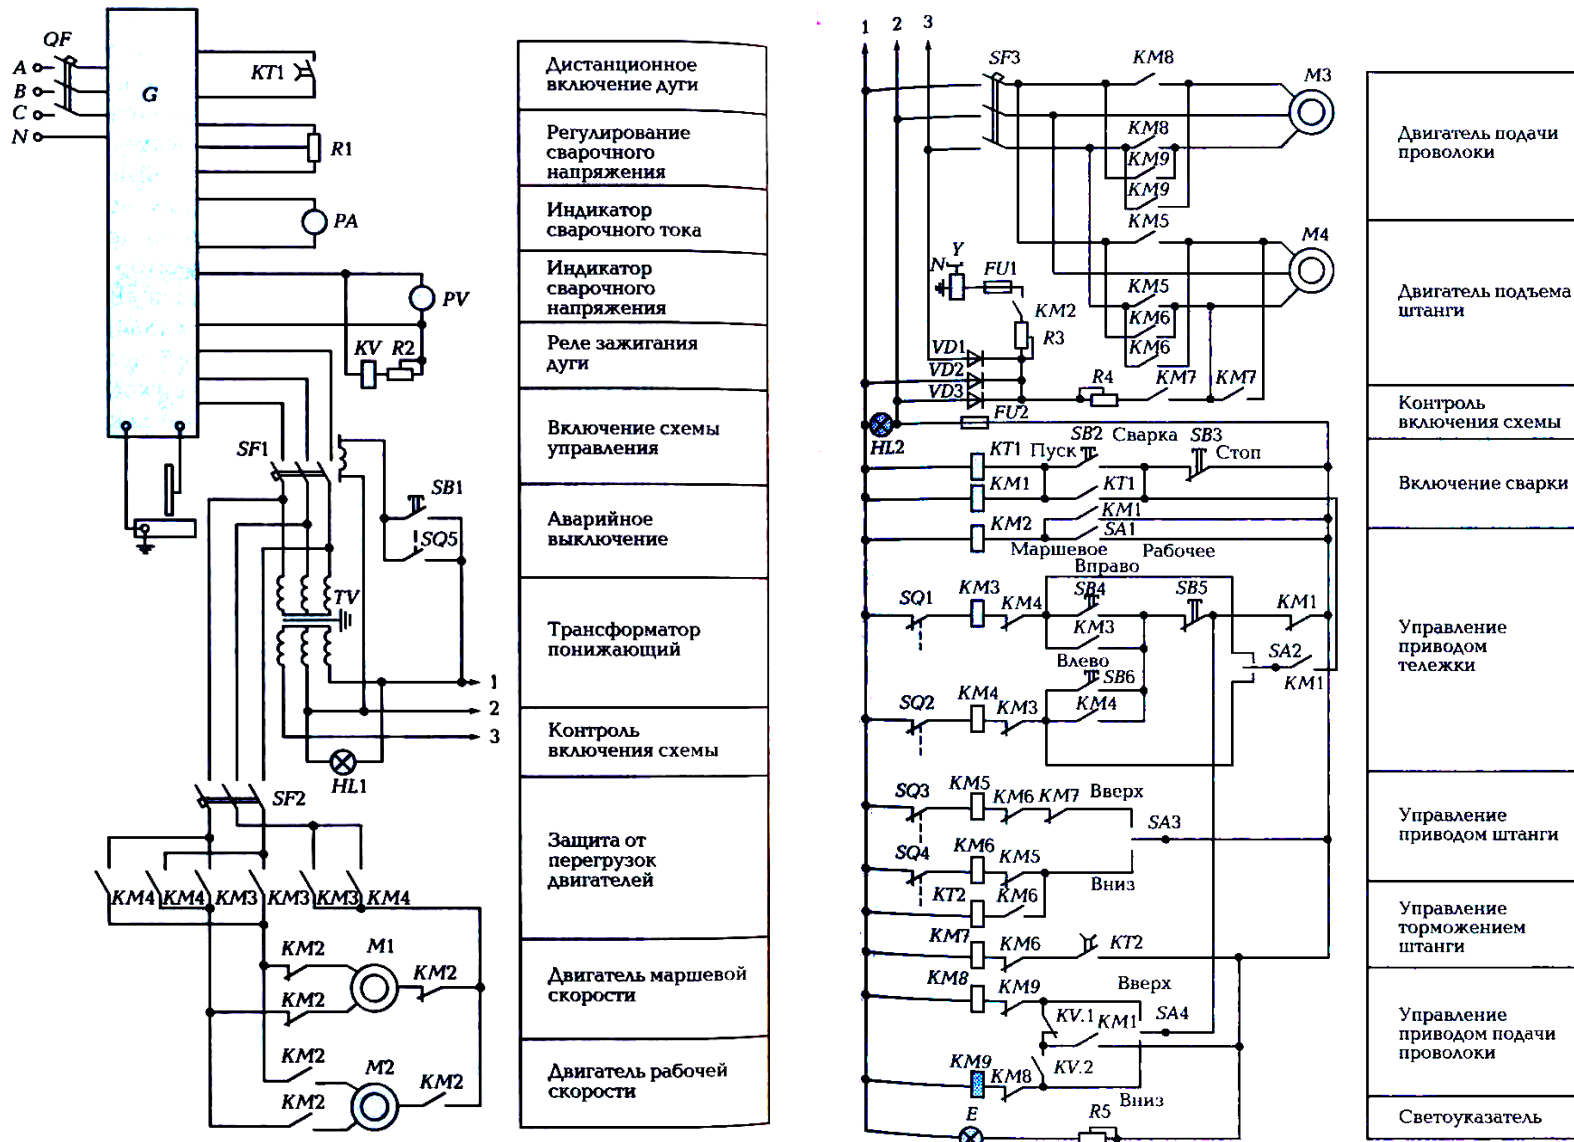 QF
A
B
C
N
G
KT1
R1
PA
PV
KV
R2
SF1
SB1
SQ5
TV
1
2
3
HL1
SF2
KM4
KM4
KM3
KM3
KM3
KM4
KM2
M1
KM2
KM2
KM2
M2
KM2
KM2
Дистанционное
включение дуги
Регулирование
сварочного
напряжения
Индикатор
сварочного тока
Индикатор
сварочного
напряжения
Реле зажигания
дуги
Включение схемы
управления
Аварийное
выключение
Трансформатор
понижающий
Контроль
включения схемы
Защита от
перегрузок
двигателей
Двигатель маршевой
скорости
Двигатель рабочей
скорости
1
2
3
SF3
KM8
M3
KM8
KM9
KM9
KM5
M4
N
Y
FU1
KM2
R3
KM5
KM6
KM6
VD1
VD2
VD3
R4
KM7
KM7
FU2
HL2
KT1
Пуск
SB2
Сварка
SB3
Стоп
KM1
KT1
KM1
KM2
SA1
Маршевое
Рабочее
Вправо
SQ1
KM3
KM4
SB4
SB5
KM1
KM3
Влево
SA2
SB6
KM1
SQ2
KM4
KM3
KM4
SQ3
KM5
KM6
KM7
Вверх
SA3
SQ4
KM6
KM5
Вниз
KT2
KM6
KM7
KM6
KT2
KM8
KM9
Вверх
KV.1
KM1
SA4
KM9
KM8
KV.2
Вниз
E
R5
Двигатель подачи
проволоки
Двигатель подъема
штанги
Контроль
включения схемы
Включение сварки
Управление
приводом
тележки
Управление
приводом штанги
Управление
торможением
штанги
Управление
приводом подачи
проволоки
Светоуказатель